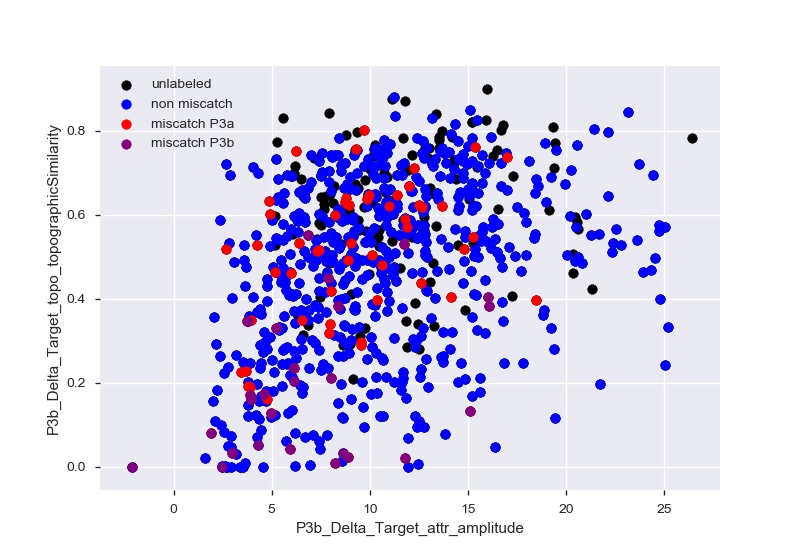 unlabeled
non miscatch
miscatch P3a
miscatch P3b
P3b_Delta_Target_topo_topographicSimilarity
0.8
0.6
0.4
0.2
0.0
0 5 10 15 20 25
P3b_Delta_Target_attr_amplitude